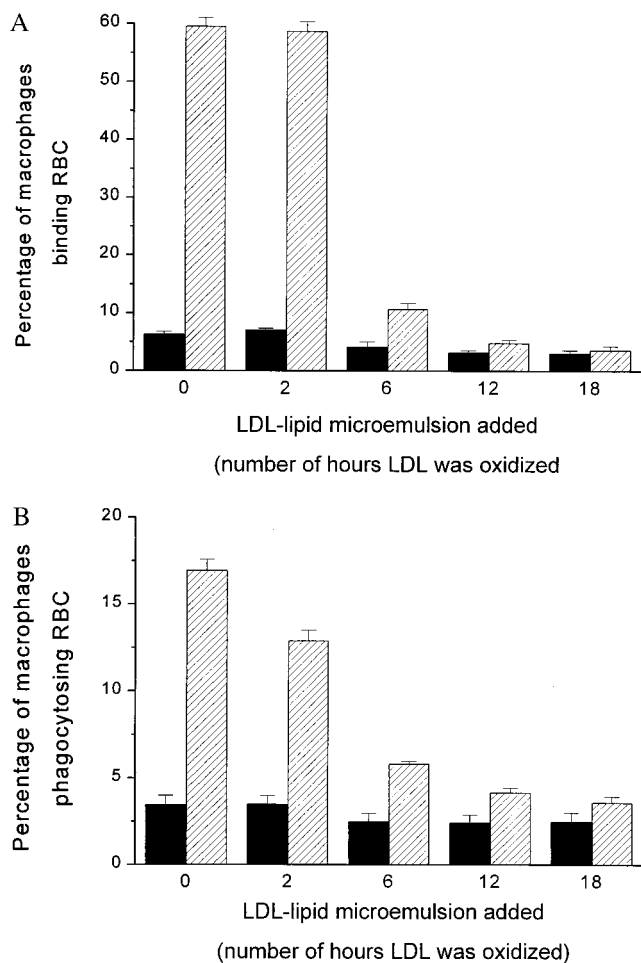 A
Percentage of macrophages
binding RBC
60
50
40
30
20
10
0
0 2 6 12 18
LDL-lipid microemulsion added
(number of hours LDL was oxidized
B
Percentage of macrophages
phagocytosing RBC
20
15
10
5
0
0 2 6 12 18
LDL-lipid microemulsion added
(number of hours LDL was oxidized)